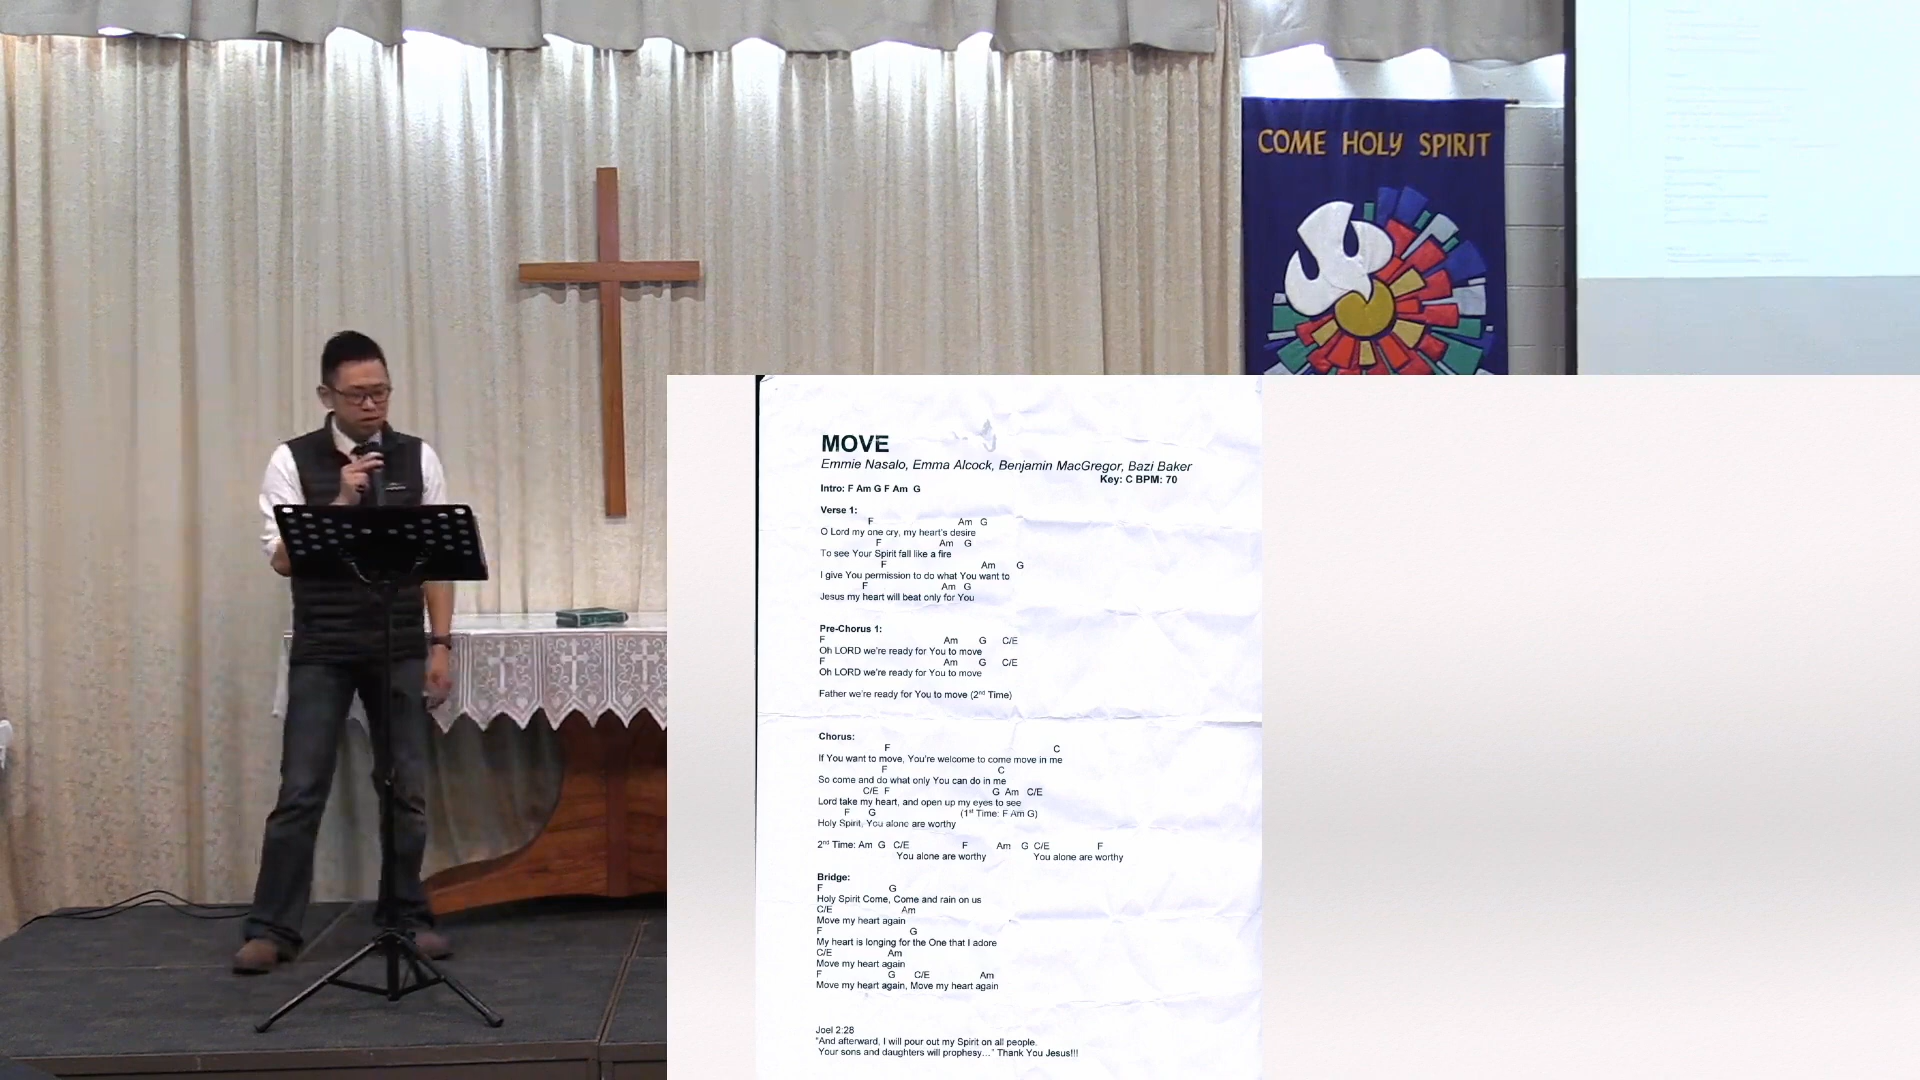 COME HOLY SPIRIT
MOVE
Emmie Nasalo, Emma Alcock, Benjamin MacGregor, Bazi Baker
Key: C BPM: 70
Intro: F Am G F Am G
Verse 1:
F Am G
O Lord my one cry, my heart's desire
F Am G
To see Your Spirit fall like a fire
F Am G
I give You permission to do what You want to
F Am G
Jesus my heart will beat only for You
Pre-Chorus 1:
F Am G C/E
Oh LORD we're ready for You to move
F Am G C/E
Oh LORD we're ready for You to move
Father we're ready for You to move (2nd Time)
Chorus:
F C
If You want to move, You're welcome to come move in me
F C
So come and do what only You can do in me
C/E F G Am C/E
Lord take my heart, and open up my eyes to see
F G (1st Time: F Am G)
Holy Spirit, You alone are worthy
2nd Time: Am G C/E F Am G C/E F
You alone are worthy You alone are worthy
Bridge:
F G
Holy Spirit Come, Come and rain on us
C/E Am
Move my heart again
F G
My heart is longing for the One that I adore
C/E Am
Move my heart again
F G C/E Am
Move my heart again, Move my heart again
Joel 2:28
"And afterward, I will pour out my Spirit on all people.
Your sons and daughters will prophesy…" Thank You Jesus!!!